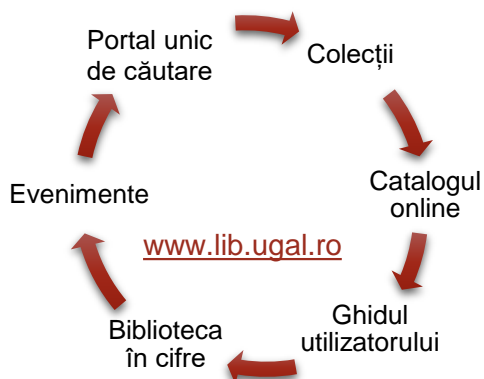 Portal unic
de căutare
Colecții
Catalogul
online
Ghidul
utilizatorului
Biblioteca
în cifre
Evenimente
www.lib.ugal.ro